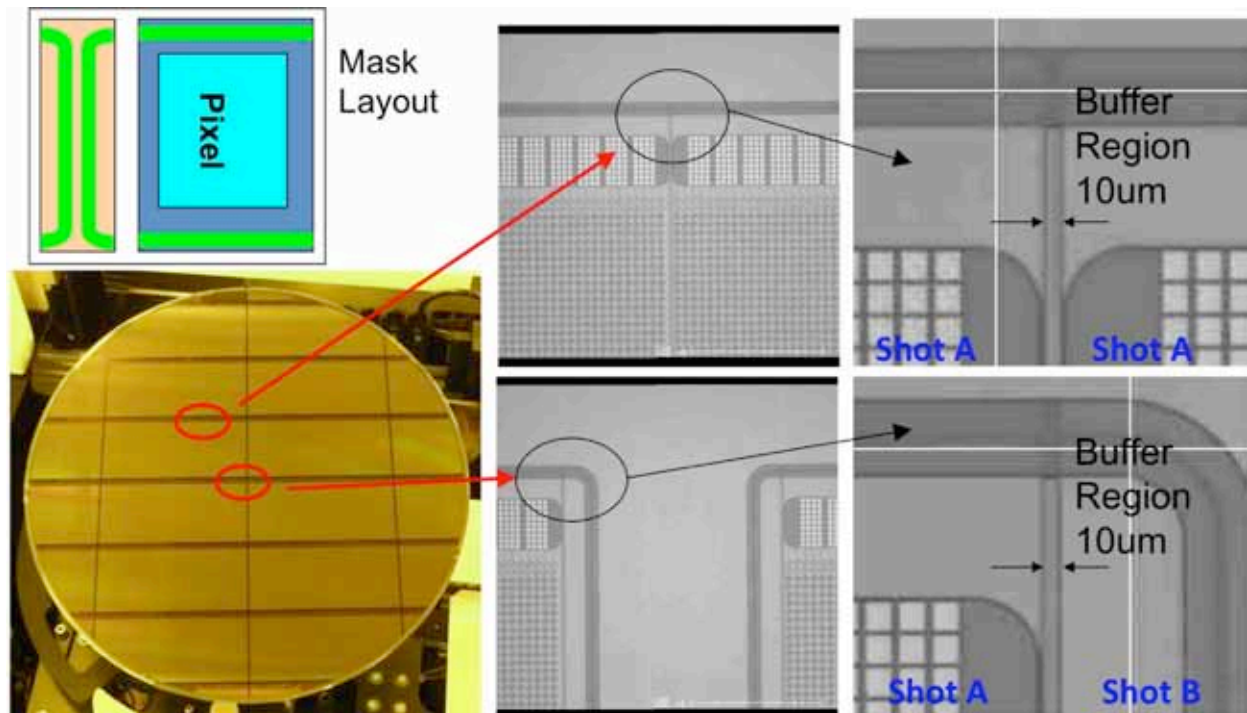 Pixel
Mask
Layout
Buffer
Region
10um
Shot A
Shot A
Buffer
Region
10um
Shot A
Shot B